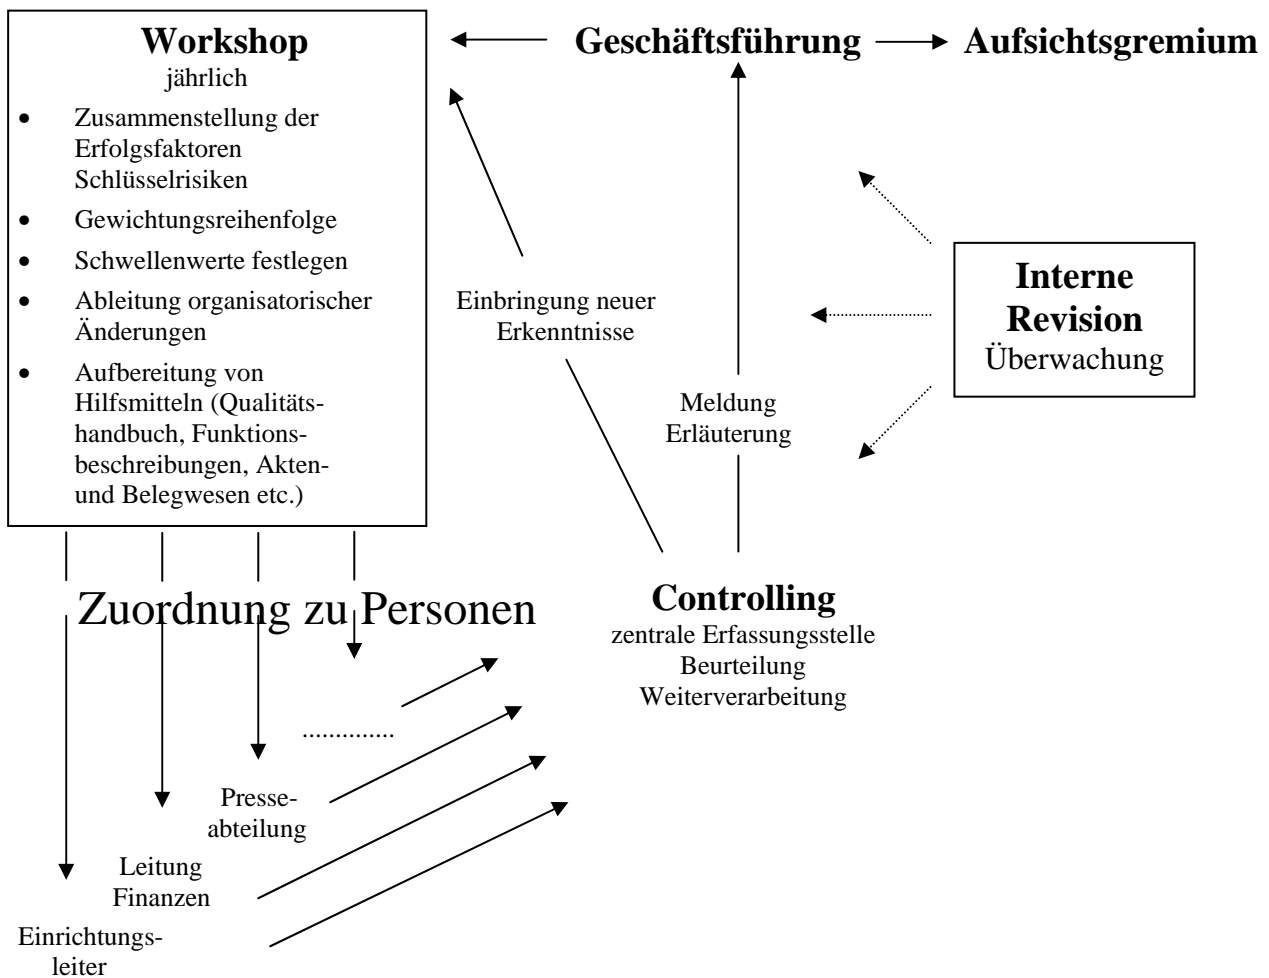 Workshop
jährlich
• Zusammenstellung der
Erfolgsfaktoren
Schlüsselrisiken
• Gewichtungsreihenfolge
• Schwellenwerte festlegen
• Ableitung organisatorischer
Änderungen
• Aufbereitung von
Hilfsmitteln (Qualitäts-
handbuch, Funktions-
beschreibungen, Akten-
und Belegwesen etc.)
Geschäftsführung
Aufsichtsgremium
Einbringung neuer
Erkenntnisse
Meldung
Erläuterung
Interne
Revision
Überwachung
Zuordnung zu Personen
Controlling
zentrale Erfassungsstelle
Beurteilung
Weiterverarbeitung
..............
Presse-
abteilung
Leitung
Finanzen
Einrichtungs-
leiter